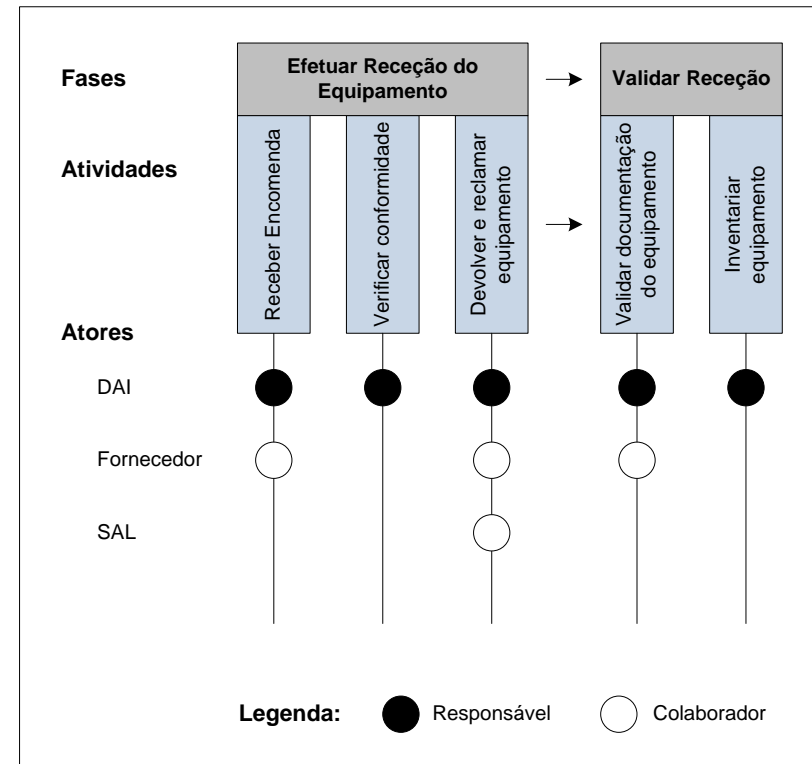 Fases
Efetuar Receção do
Equipamento
Validar Receção
Atividades
Receber Encomenda
Verificar conformidade
Devolver e reclamar
equipamento
Validar documentação
do equipamento
Inventariar
equipamento
Atores
DAI
Fornecedor
SAL
Legenda:
Responsável
Colaborador